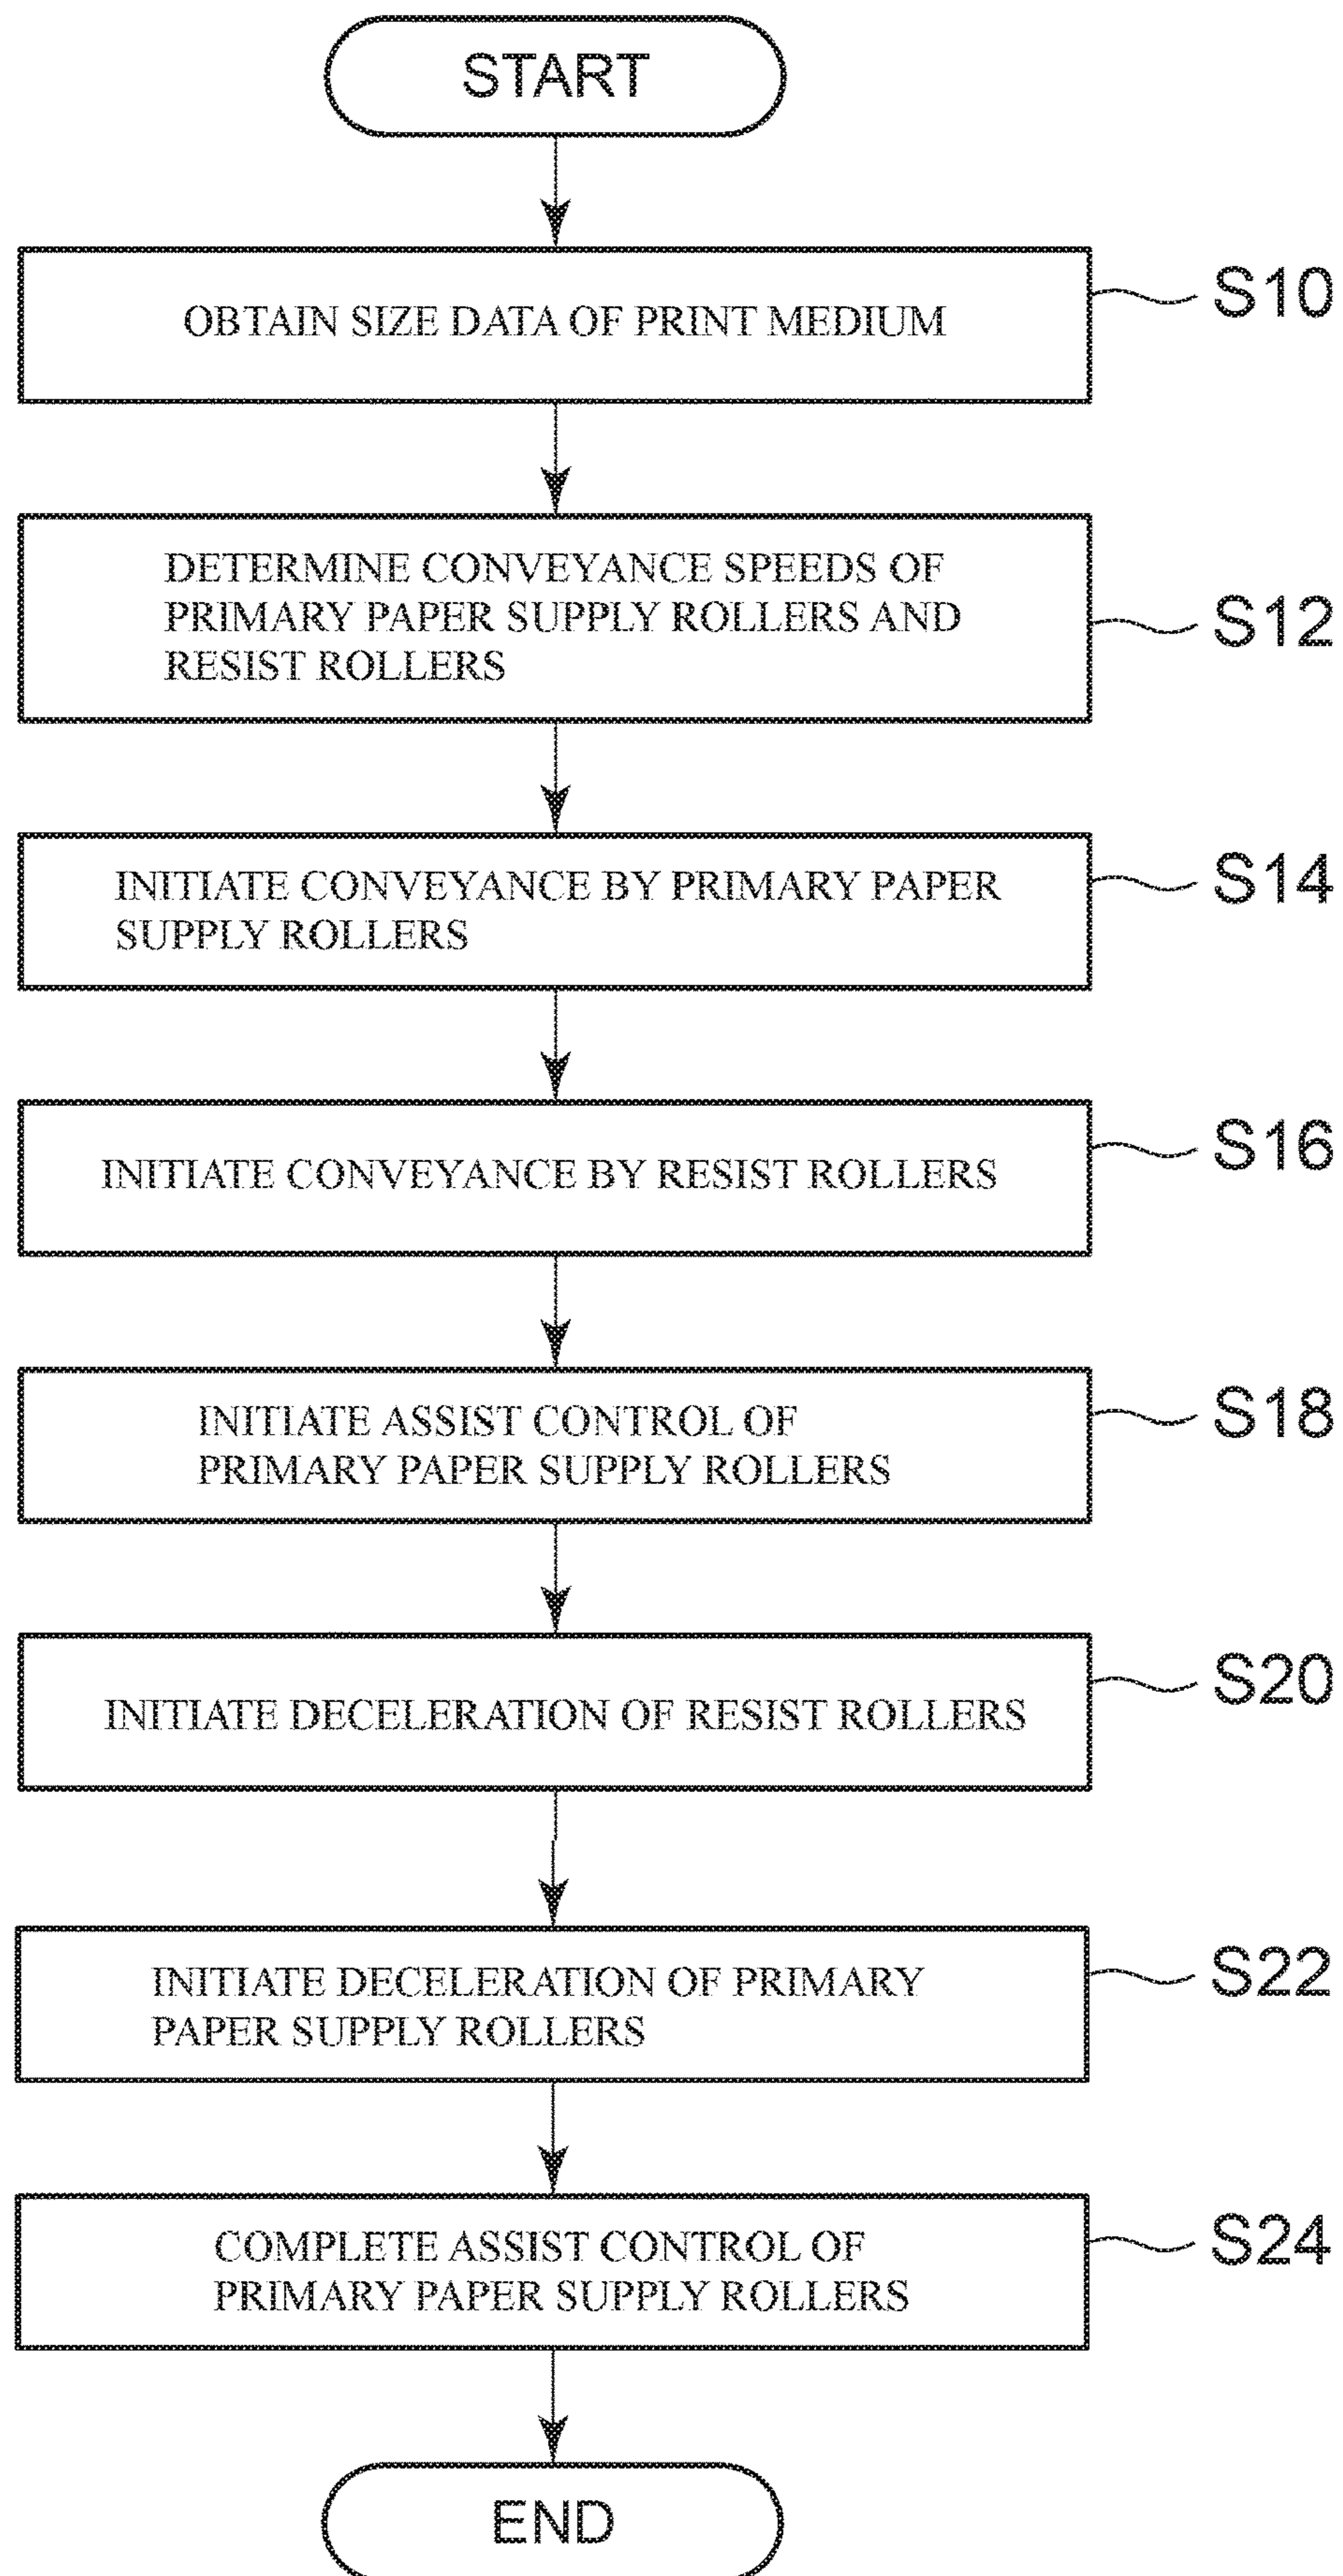 START
OBTAIN SIZE DATA OF PRINT MEDIUM
S10
DETERMINE CONVEYANCE SPEEDS OF
PRIMARY PAPER SUPPLY ROLLERS AND
RESIST ROLLERS
S12
INITIATE CONVEYANCE BY PRIMARY PAPER
SUPPLY ROLLERS
S14
INITIATE CONVEYANCE BY RESIST ROLLERS
S16
INITIATE ASSIST CONTROL OF
PRIMARY PAPER SUPPLY ROLLERS
S18
INITIATE DECELERATION OF RESIST ROLLERS
S20
INITIATE DECELERATION OF PRIMARY
PAPER SUPPLY ROLLERS
S22
COMPLETE ASSIST CONTROL OF
PRIMARY PAPER SUPPLY ROLLERS
S24
END